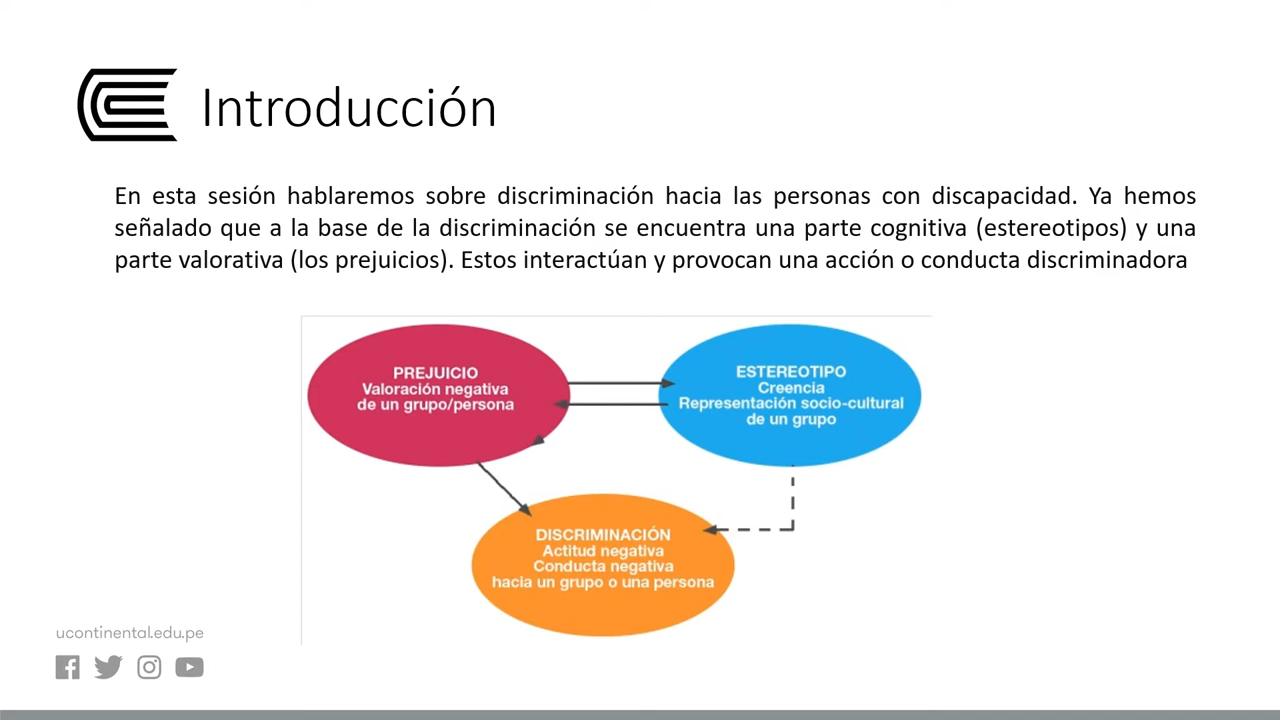 Introducción
En esta sesión hablaremos sobre discriminación hacia las personas con discapacidad. Ya hemos
señalado que a la base de la discriminación se encuentra una parte cognitiva (estereotipos) y una
parte valorativa (los prejuicios). Estos interactúan y provocan una acción o conducta discriminadora
PREJUICIO
Valoración negativa
de un grupo/persona
ESTEREOTIPO
Creencia
Representación socio-cultural
de un grupo
DISCRIMINACIÓN
Actitud negativa
Conducta negativa
hacia un grupo o una persona
ucontinental.edu.pe